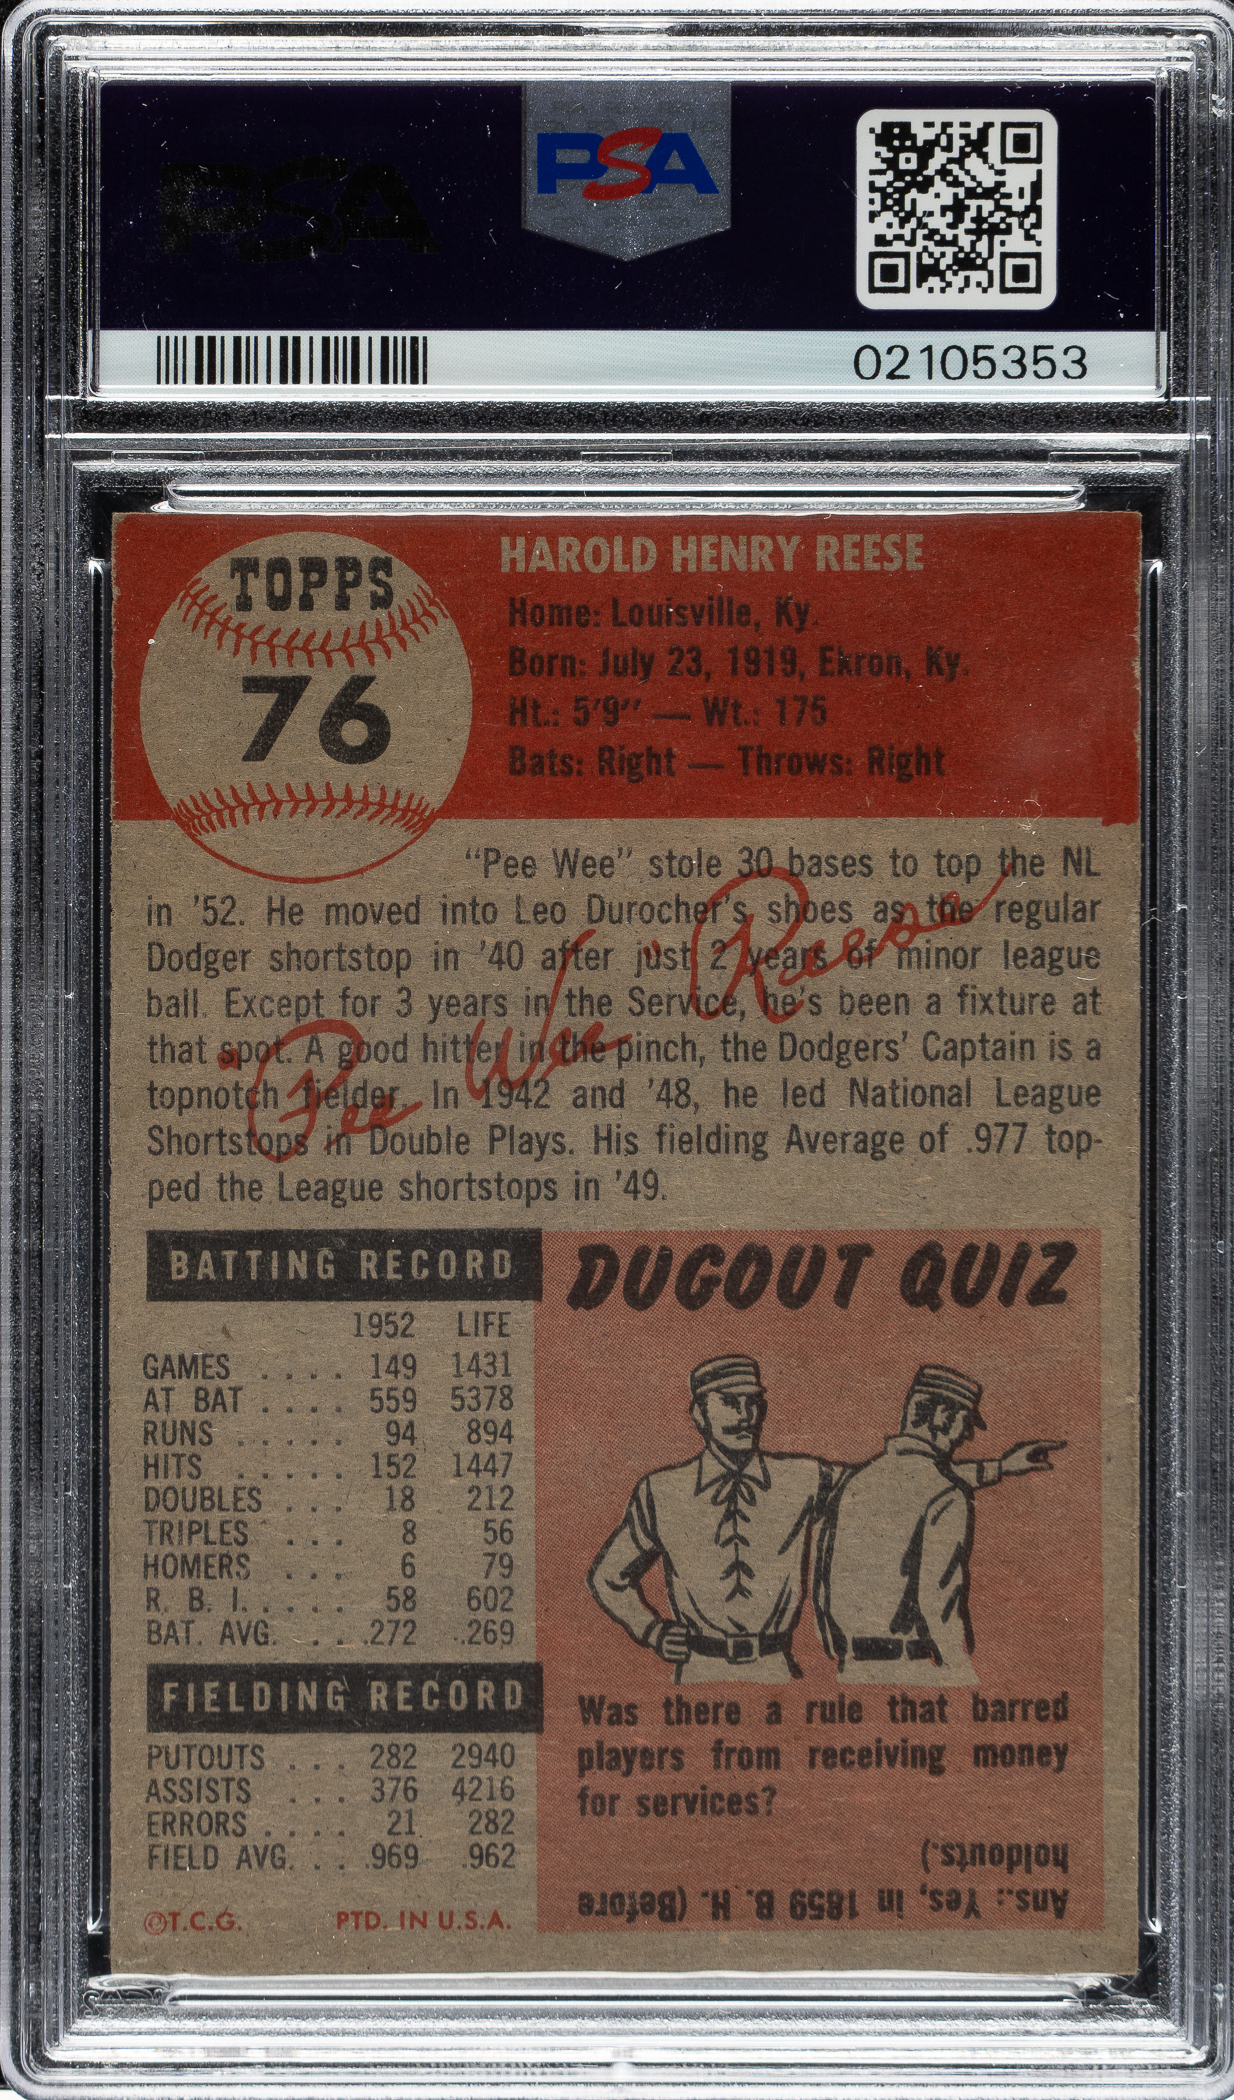 PSA
PSA
02105353
TOPPS
76
HAROLD HENRY REESE
Home: Louisville, Ky.
Born: July 23, 1919, Ekron, Ky.
Ht.: 5'9" — Wt.: 175
Bats: Right — Throws: Right
"Pee Wee" stole 30 bases to top the NL
in '52. He moved into Leo Durocher's shoes as the regular
Dodger shortstop in '40 after just 2 years of minor league
ball. Except for 3 years in the Service, he's been a fixture at
that spot. A good hitter in the pinch, the Dodgers' Captain is a
topnotch fielder. In 1942 and '48, he led National League
Shortstops in Double Plays. His fielding Average of .977 top-
ped the League shortstops in '49.
"Pee Wee" Reese
BATTING RECORD
1952 LIFE
GAMES . . . . 149 1431
AT BAT . . . . 559 5378
RUNS . . . . . 94 894
HITS . . . . . 152 1447
DOUBLES . . . 18 212
TRIPLES . . . 8 56
HOMERS . . . 6 79
R. B. I. . . . . 58 602
BAT. AVG. . . .272 .269
FIELDING RECORD
PUTOUTS . . . 282 2940
ASSISTS . . . 376 4216
ERRORS . . . . 21 282
FIELD AVG. . . .969 .962
©T.C.G. PTD. IN U.S.A.
DUGOUT QUIZ
Was there a rule that barred
players from receiving money
for services?
Ans.: Yes, in 1859 B. H. (Before
holdouts.)